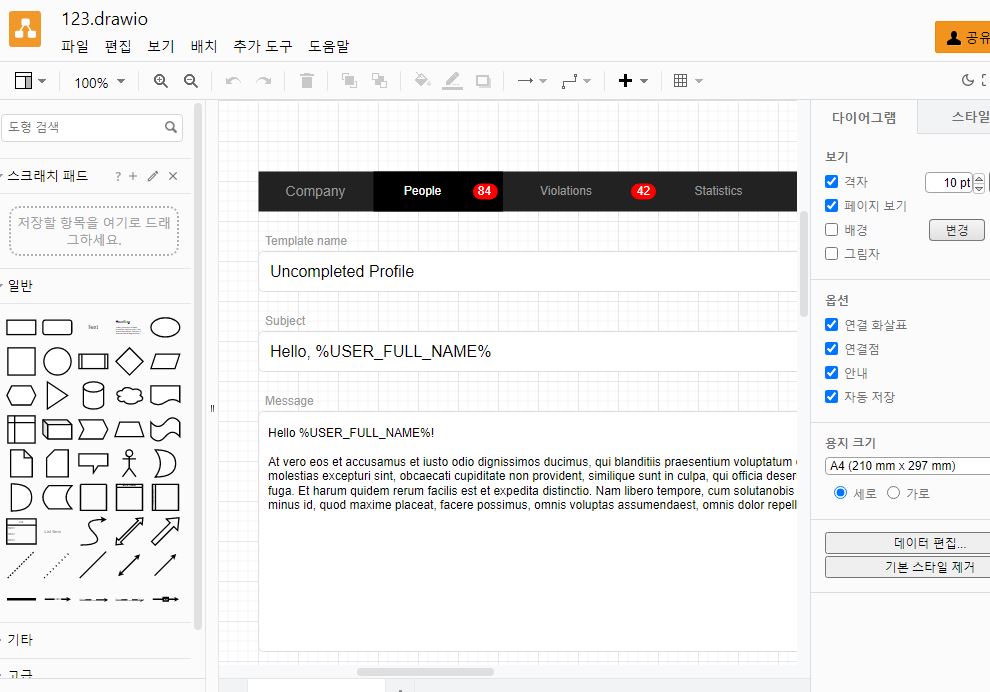 123.drawio
파일 편집 보기 배치 추가 도구 도움말
공유
100%
도형 검색
스크래치 패드 ?
저장할 항목을 여기로 드래
그하세요.
일반
Text
Heading
기타
고급
Company People 84 Violations 42 Statistics
Template name
Uncompleted Profile
Subject
Hello, %USER_FULL_NAME%
Message
Hello %USER_FULL_NAME%!
At vero eos et accusamus et iusto odio dignissimos ducimus, qui blanditiis praesentium voluptatum
molestias excepturi sint, obcaecati cupiditate non provident, similique sunt in culpa, qui officia deser
fuga. Et harum quidem rerum facilis est et expedita distinctio. Nam libero tempore, cum solutanobis
minus id, quod maxime placeat, facere possimus, omnis voluptas assumendaest, omnis dolor repell
다이어그램 스타일
보기
격자 10 pt
페이지 보기
배경 변경
그림자
옵션
연결 화살표
연결점
안내
자동 저장
용지 크기
A4 (210 mm x 297 mm)
세로 가로
데이터 편집...
기본 스타일 제거